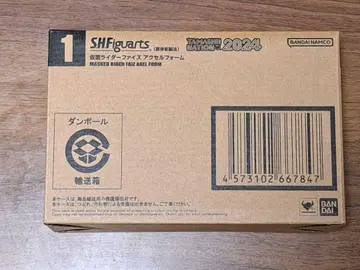 1
S.H.Figuarts
(真骨彫製法)
TAMASHII NATION 2024
BANDAI NAMCO
仮面ライダーファイズ アクセルフォーム
MASKED RIDER FAIZ AXEL FORM
ダンボール
輸送箱
4 573102 667847
BANDAI